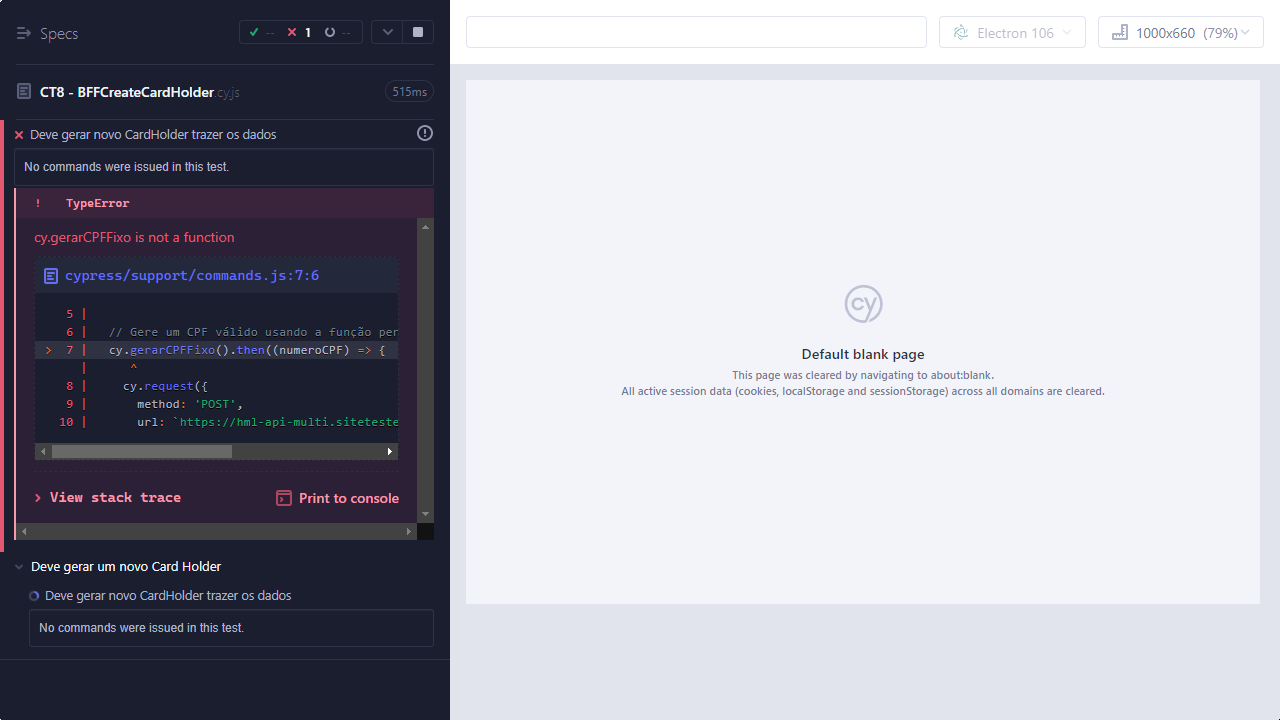 Specs
-- 1 --
Electron 106
1000x660 (79%)
CT8 - BFFCreateCardHolder.cy.js 515ms
Deve gerar novo CardHolder trazer os dados
No commands were issued in this test.
! TypeError
cy.gerarCPFFixo is not a function
cypress/support/commands.js:7:6
5 |
6 | // Gere um CPF válido usando a função per
> 7 | cy.gerarCPFFixo().then((numeroCPF) => {
| ^
8 | cy.request({
9 | method: 'POST',
10 | url: `https://hml-api-multi.siteteste
> View stack trace
Print to console
Deve gerar um novo Card Holder
Deve gerar novo CardHolder trazer os dados
No commands were issued in this test.
cy
Default blank page
This page was cleared by navigating to about:blank.
All active session data (cookies, localStorage and sessionStorage) across all domains are cleared.